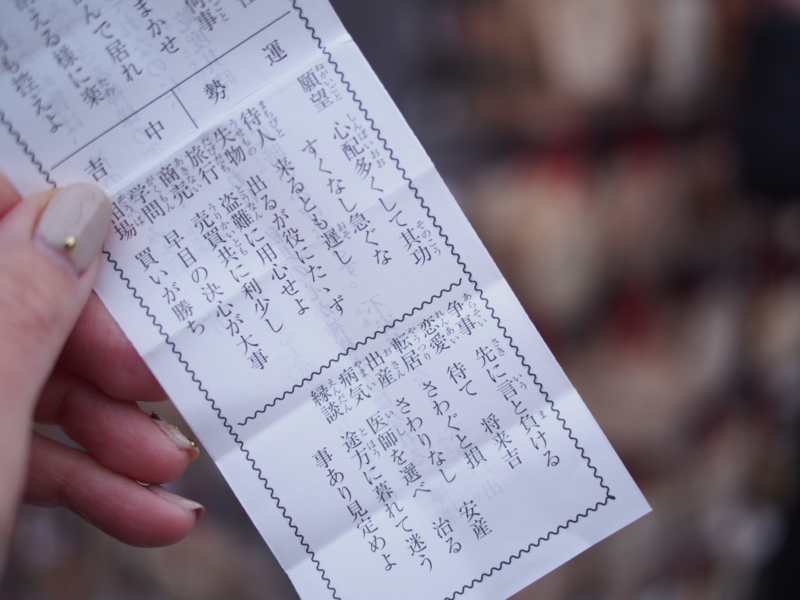 何事
まかせ
んで居れ
える様に楽
も控えよ
運勢 中吉
願望 心配多くして其功
すくなし急ぐな
待人 来るとも遅し
失物 出るが役にたゝず
旅行 盗難に用心せよ
商売 売買共に利少し
学問 早目の決心が大事
相場 買いが勝ち
争事 先に言と負ける
恋愛 待て 将来吉
転居 さわぐと損
出産 さわりなし 安産
病気 医師を選べ 治る
縁談 途方に暮れて迷う
事あり見定めよ